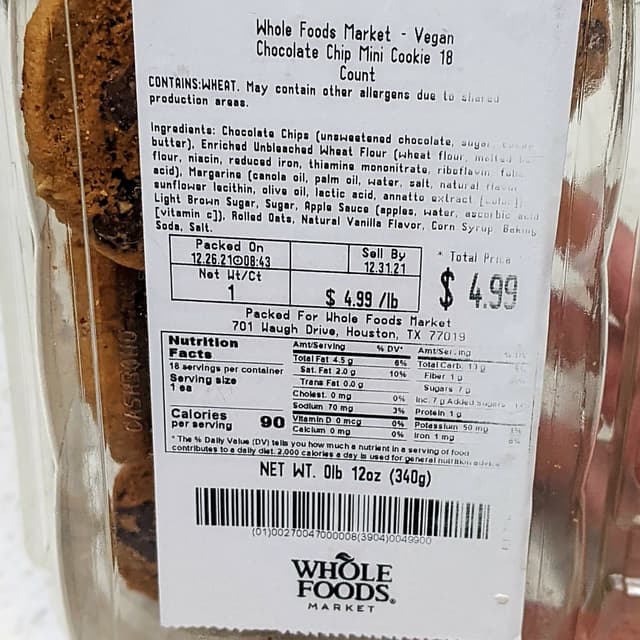 Whole Foods Market - Vegan
Chocolate Chip Mini Cookie 18
Count
CONTAINS:WHEAT. May contain other allergens due to shared
production areas.
Ingredients: Chocolate Chips (unsweetened chocolate, sugar, cocoa
butter), Enriched Unbleached Wheat Flour (wheat flour, malted
flour, niacin, reduced iron, thiamine mononitrate, riboflavin, folic
acid), Margarine (canola oil, palm oil, water, salt, natural flavor
sunflower lecithin, olive oil, lactic acid, annatto extract
Light Brown Sugar, Sugar, Apple Sauce (apples, water, ascorbic acid
[vitamin c]), Rolled Oats, Natural Vanilla Flavor, Corn Syrup Baking
Soda, Salt.
Packed On
12.26.21 08:43
Sell By
12.31.21
* Total Price
Net Wt/Ct
1
$ 4.99 /lb
$ 4.99
Packed For Whole Foods Market
701 Waugh Drive, Houston, TX 77019
Nutrition
Facts
18 servings per container
Serving size
1 ea
Calories
per serving 90
Amt/Serving % DV*
Total Fat 4.5 g 6%
Sat. Fat 2.0 g 10%
Trans Fat 0.0 g
Cholest. 0 mg 0%
Sodium 70 mg 3%
Vitamin D 0 mcg 0%
Calcium 0 mg 0%
Amt/Serving
Total Carb. 13 g
Fiber 1 g
Sugars 7 g
Inc. 7 g Added Sugars
Protein 1 g
Potassium 50 mg
Iron 1 mg
* The % Daily Value (DV) tells you how much a nutrient in a serving of food
contributes to a daily diet. 2,000 calories a day is used for general nutrition advice.
NET WT. 0lb 12oz (340g)
(01)00270047000008(3904)0049900
WHOLE
FOODS®
MARKET